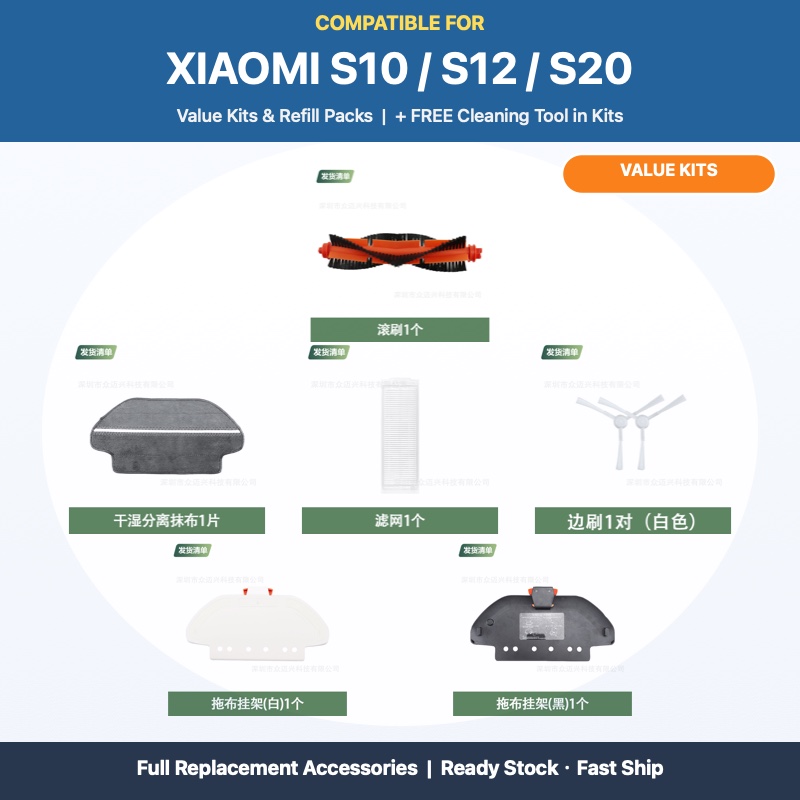 COMPATIBLE FOR
XIAOMI S10 / S12 / S20
Value Kits & Refill Packs | + FREE Cleaning Tool in Kits
VALUE KITS
发货清单
滚刷1个
发货清单
发货清单
发货清单
干湿分离抹布1片
滤网1个
边刷1对（白色）
发货清单
发货清单
拖布挂架(白)1个
拖布挂架(黑)1个
Full Replacement Accessories | Ready Stock · Fast Ship